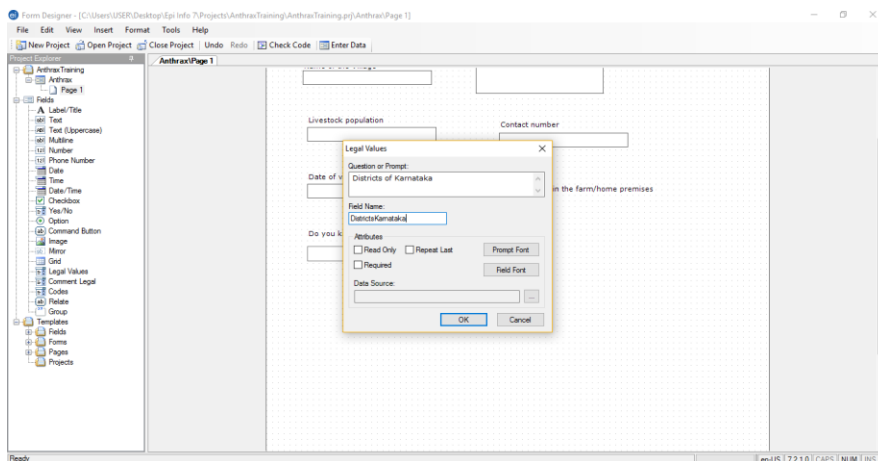 Form Designer - [C:\Users\USER\Desktop\Epi Info 7\Projects\AnthraxTraining\AnthraxTraining.prj\Anthrax\Page 1]
File Edit View Insert Format Tools Help
New Project Open Project Close Project Undo Redo Check Code Enter Data
Project Explorer
Anthrax\Page 1
AnthraxTraining
Anthrax
Page 1
Fields
A Label/Title
Text
Text (Uppercase)
Multiline
Number
Phone Number
Date
Time
Date/Time
Checkbox
Yes/No
Option
Command Button
Image
Mirror
Grid
Legal Values
Comment Legal
Codes
Relate
Group
Templates
Fields
Forms
Pages
Projects
Livestock population
Contact number
Date of v
in the farm/home premises
Do you k
Legal Values
Question or Prompt:
Districts of Karnataka
Field Name:
DistrictsKarnataka
Attributes
Read Only Repeat Last Prompt Font
Required Field Font
Data Source:
...
OK Cancel
Ready en-US 7.2.1.0 CAPS NUM INS